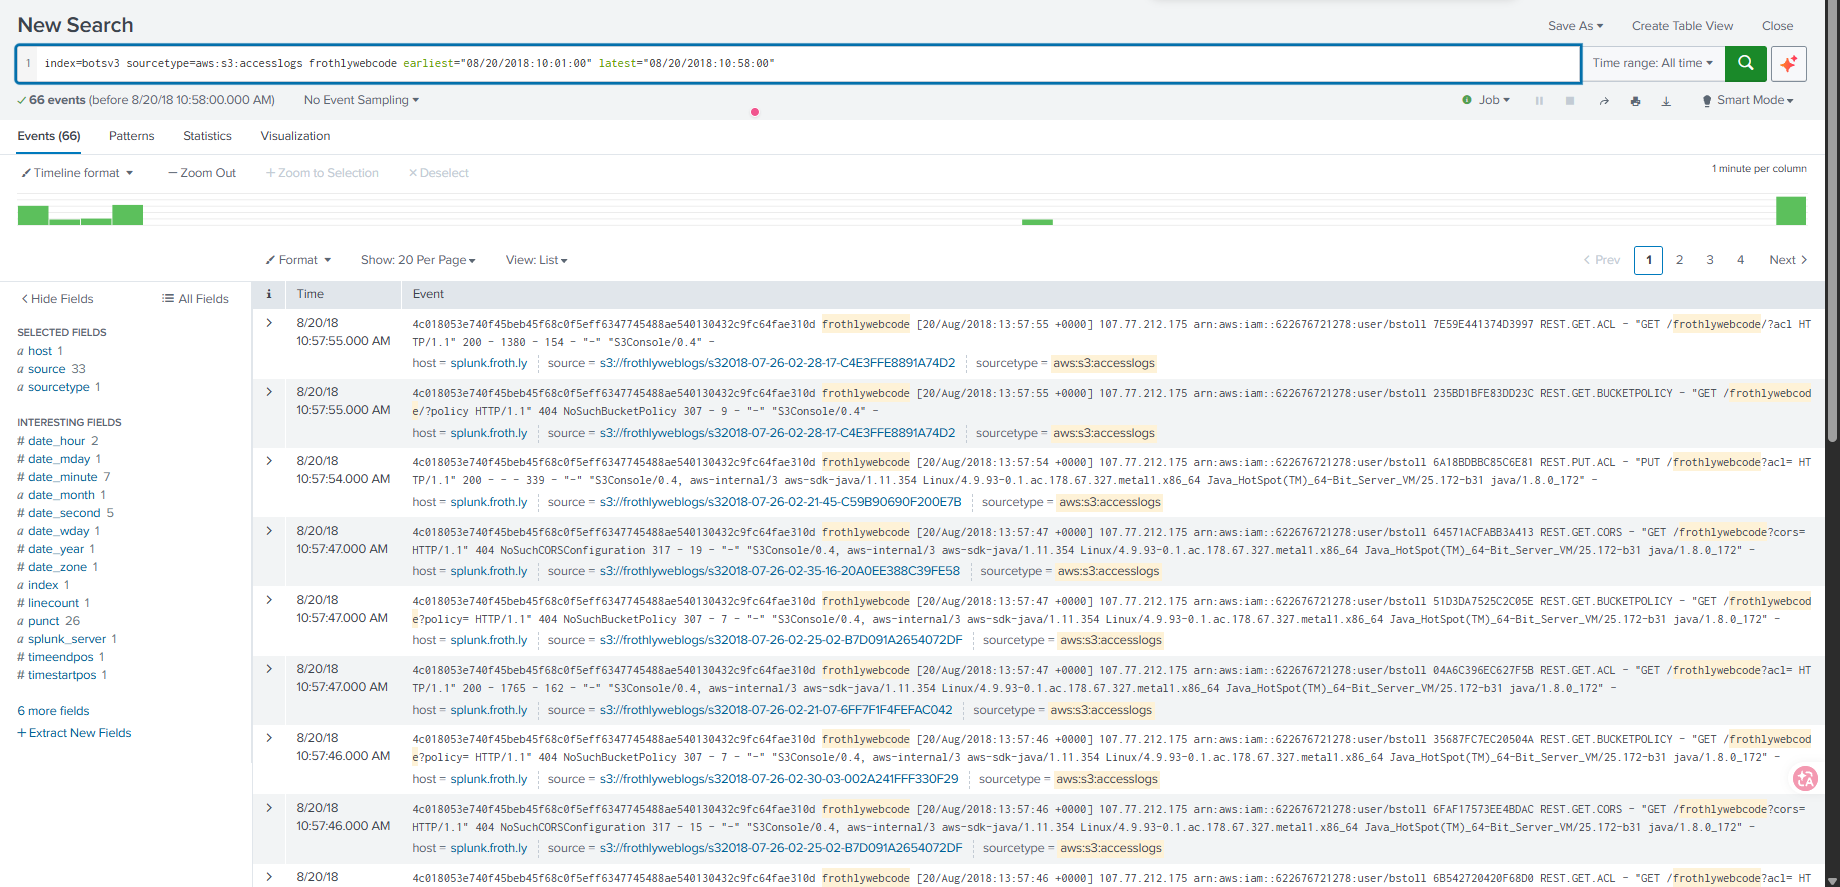 New Search
Save As ▾ Create Table View Close
1 index=botsv3 sourcetype=aws:s3:accesslogs frothlywebcode earliest="08/20/2018:10:01:00" latest="08/20/2018:10:58:00"
Time range: All time ▾
✓ 66 events (before 8/20/18 10:58:00.000 AM) No Event Sampling ▾
Job ▾ Smart Mode ▾
Events (66) Patterns Statistics Visualization
Timeline format ▾ — Zoom Out + Zoom to Selection × Deselect
1 minute per column
Format ▾ Show: 20 Per Page ▾ View: List ▾
< Prev 1 2 3 4 Next >
< Hide Fields All Fields
SELECTED FIELDS
a host 1
a source 33
a sourcetype 1
INTERESTING FIELDS
# date_hour 2
# date_mday 1
# date_minute 7
a date_month 1
# date_second 5
a date_wday 1
# date_year 1
# date_zone 1
a index 1
# linecount 1
a punct 26
a splunk_server 1
# timeendpos 1
# timestartpos 1
6 more fields
+ Extract New Fields
i Time Event
8/20/18
10:57:55.000 AM
4c018053e740f45beb45f68c0f5eff6347745488ae540130432c9fc64fae310d frothlywebcode [20/Aug/2018:13:57:55 +0000] 107.77.212.175 arn:aws:iam::622676721278:user/bstoll 7E59E441374D3997 REST.GET.ACL - "GET /frothlywebcode/?acl HT
TP/1.1" 200 - 1380 - 154 - "-" "S3Console/0.4" -
host = splunk.froth.ly source = s3://frothlyweblogs/s32018-07-26-02-28-17-C4E3FFE8891A74D2 sourcetype = aws:s3:accesslogs
8/20/18
10:57:55.000 AM
4c018053e740f45beb45f68c0f5eff6347745488ae540130432c9fc64fae310d frothlywebcode [20/Aug/2018:13:57:55 +0000] 107.77.212.175 arn:aws:iam::622676721278:user/bstoll 235BD1BFE83DD23C REST.GET.BUCKETPOLICY - "GET /frothlywebcod
e/?policy HTTP/1.1" 404 NoSuchBucketPolicy 307 - 9 - "-" "S3Console/0.4" -
host = splunk.froth.ly source = s3://frothlyweblogs/s32018-07-26-02-28-17-C4E3FFE8891A74D2 sourcetype = aws:s3:accesslogs
8/20/18
10:57:54.000 AM
4c018053e740f45beb45f68c0f5eff6347745488ae540130432c9fc64fae310d frothlywebcode [20/Aug/2018:13:57:54 +0000] 107.77.212.175 arn:aws:iam::622676721278:user/bstoll 6A18BDBBC85C6E81 REST.PUT.ACL - "PUT /frothlywebcode?acl= HT
TP/1.1" 200 - - - 339 - "-" "S3Console/0.4, aws-internal/3 aws-sdk-java/1.11.354 Linux/4.9.93-0.1.ac.178.67.327.metal1.x86_64 Java_HotSpot(TM)_64-Bit_Server_VM/25.172-b31 java/1.8.0_172" -
host = splunk.froth.ly source = s3://frothlyweblogs/s32018-07-26-02-21-45-C59B90690F200E7B sourcetype = aws:s3:accesslogs
8/20/18
10:57:47.000 AM
4c018053e740f45beb45f68c0f5eff6347745488ae540130432c9fc64fae310d frothlywebcode [20/Aug/2018:13:57:47 +0000] 107.77.212.175 arn:aws:iam::622676721278:user/bstoll 64571ACFABB3A413 REST.GET.CORS - "GET /frothlywebcode?cors=
HTTP/1.1" 404 NoSuchCORSConfiguration 317 - 19 - "-" "S3Console/0.4, aws-internal/3 aws-sdk-java/1.11.354 Linux/4.9.93-0.1.ac.178.67.327.metal1.x86_64 Java_HotSpot(TM)_64-Bit_Server_VM/25.172-b31 java/1.8.0_172" -
host = splunk.froth.ly source = s3://frothlyweblogs/s32018-07-26-02-35-16-20A0EE388C39FE58 sourcetype = aws:s3:accesslogs
8/20/18
10:57:47.000 AM
4c018053e740f45beb45f68c0f5eff6347745488ae540130432c9fc64fae310d frothlywebcode [20/Aug/2018:13:57:47 +0000] 107.77.212.175 arn:aws:iam::622676721278:user/bstoll 51D3DA7525C2C05E REST.GET.BUCKETPOLICY - "GET /frothlywebcod
e?policy= HTTP/1.1" 404 NoSuchBucketPolicy 307 - 7 - "-" "S3Console/0.4, aws-internal/3 aws-sdk-java/1.11.354 Linux/4.9.93-0.1.ac.178.67.327.metal1.x86_64 Java_HotSpot(TM)_64-Bit_Server_VM/25.172-b31 java/1.8.0_172" -
host = splunk.froth.ly source = s3://frothlyweblogs/s32018-07-26-02-25-02-B7D091A2654072DF sourcetype = aws:s3:accesslogs
8/20/18
10:57:47.000 AM
4c018053e740f45beb45f68c0f5eff6347745488ae540130432c9fc64fae310d frothlywebcode [20/Aug/2018:13:57:47 +0000] 107.77.212.175 arn:aws:iam::622676721278:user/bstoll 04A6C396EC627F5B REST.GET.ACL - "GET /frothlywebcode?acl= HT
TP/1.1" 200 - 1765 - 162 - "-" "S3Console/0.4, aws-internal/3 aws-sdk-java/1.11.354 Linux/4.9.93-0.1.ac.178.67.327.metal1.x86_64 Java_HotSpot(TM)_64-Bit_Server_VM/25.172-b31 java/1.8.0_172" -
host = splunk.froth.ly source = s3://frothlyweblogs/s32018-07-26-02-21-07-6FF7F1F4FEFAC042 sourcetype = aws:s3:accesslogs
8/20/18
10:57:46.000 AM
4c018053e740f45beb45f68c0f5eff6347745488ae540130432c9fc64fae310d frothlywebcode [20/Aug/2018:13:57:46 +0000] 107.77.212.175 arn:aws:iam::622676721278:user/bstoll 35687FC7EC20504A REST.GET.BUCKETPOLICY - "GET /frothlywebcod
e?policy= HTTP/1.1" 404 NoSuchBucketPolicy 307 - 7 - "-" "S3Console/0.4, aws-internal/3 aws-sdk-java/1.11.354 Linux/4.9.93-0.1.ac.178.67.327.metal1.x86_64 Java_HotSpot(TM)_64-Bit_Server_VM/25.172-b31 java/1.8.0_172" -
host = splunk.froth.ly source = s3://frothlyweblogs/s32018-07-26-02-30-03-002A241FFF330F29 sourcetype = aws:s3:accesslogs
8/20/18
10:57:46.000 AM
4c018053e740f45beb45f68c0f5eff6347745488ae540130432c9fc64fae310d frothlywebcode [20/Aug/2018:13:57:46 +0000] 107.77.212.175 arn:aws:iam::622676721278:user/bstoll 6FAF17573EE4BDAC REST.GET.CORS - "GET /frothlywebcode?cors=
HTTP/1.1" 404 NoSuchCORSConfiguration 317 - 15 - "-" "S3Console/0.4, aws-internal/3 aws-sdk-java/1.11.354 Linux/4.9.93-0.1.ac.178.67.327.metal1.x86_64 Java_HotSpot(TM)_64-Bit_Server_VM/25.172-b31 java/1.8.0_172" -
host = splunk.froth.ly source = s3://frothlyweblogs/s32018-07-26-02-25-02-B7D091A2654072DF sourcetype = aws:s3:accesslogs
8/20/18
4c018053e740f45beb45f68c0f5eff6347745488ae540130432c9fc64fae310d frothlywebcode [20/Aug/2018:13:57:46 +0000] 107.77.212.175 arn:aws:iam::622676721278:user/bstoll 6B542720420F68D0 REST.GET.ACL - "GET /frothlywebcode?acl= HT